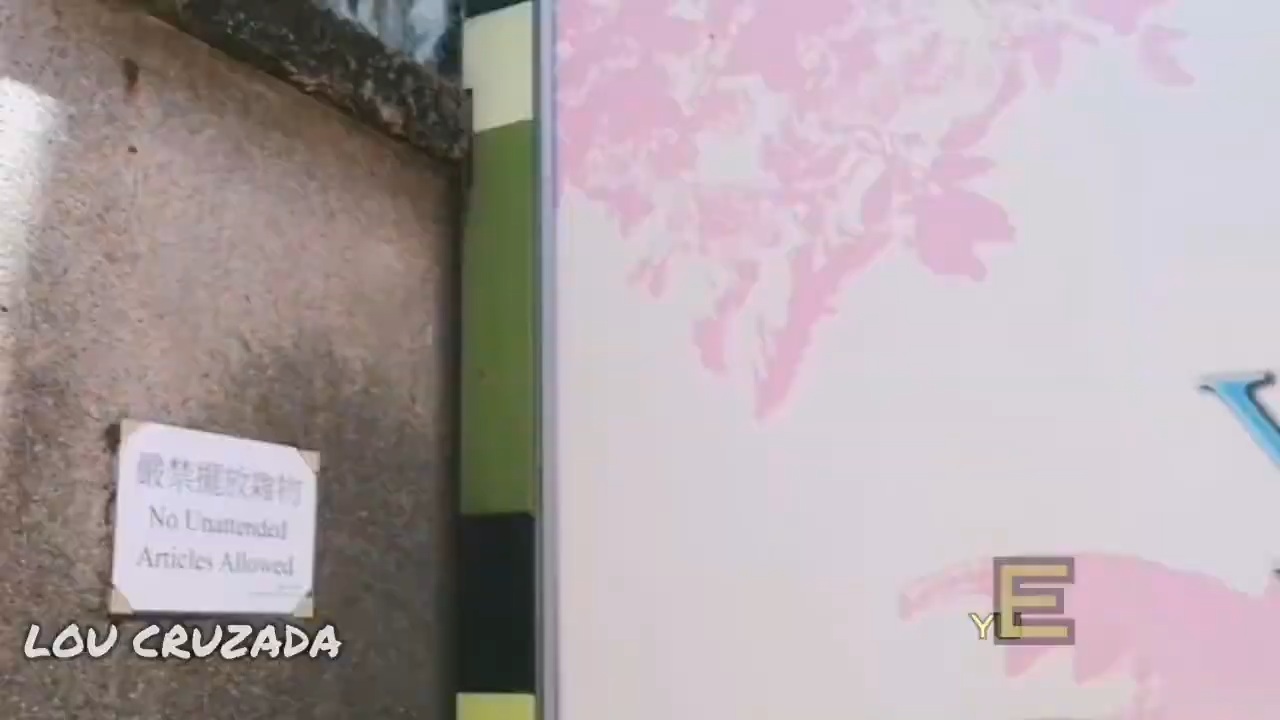 嚴禁擺放雜物
No Unattended
Articles Allowed
LOU CRUZADA
Y
E